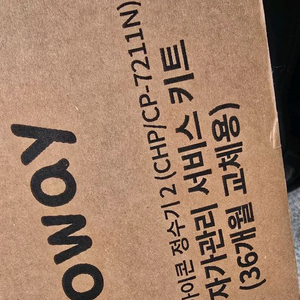 oway
아이콘 정수기 2 (CHP/CP-7211N)
자가관리 서비스 키트
(36개월 교체용)